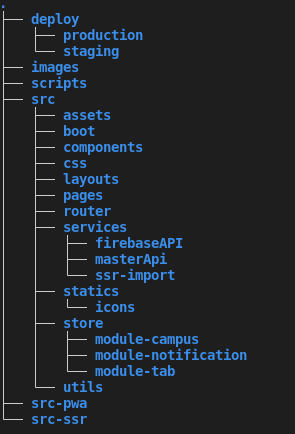 .
├── deploy
│   ├── production
│   └── staging
├── images
├── scripts
├── src
│   ├── assets
│   ├── boot
│   ├── components
│   ├── css
│   ├── layouts
│   ├── pages
│   ├── router
│   ├── services
│   │   ├── firebaseAPI
│   │   ├── masterApi
│   │   └── ssr-import
│   ├── statics
│   │   └── icons
│   ├── store
│   │   ├── module-campus
│   │   ├── module-notification
│   │   └── module-tab
│   └── utils
├── src-pwa
└── src-ssr